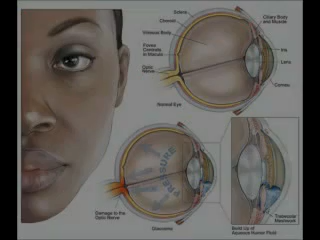 Sclera
Choroid
Vitreous Body
Fovea
Centralis
in Macula
Optic
Nerve
Ciliary Body
and Muscle
Iris
Lens
Cornea
Normal Eye
PRESSURE
Damage to the
Optic Nerve
Glaucoma
Trabecular
Meshwork
Build Up of
Aqueous Humor Fluid